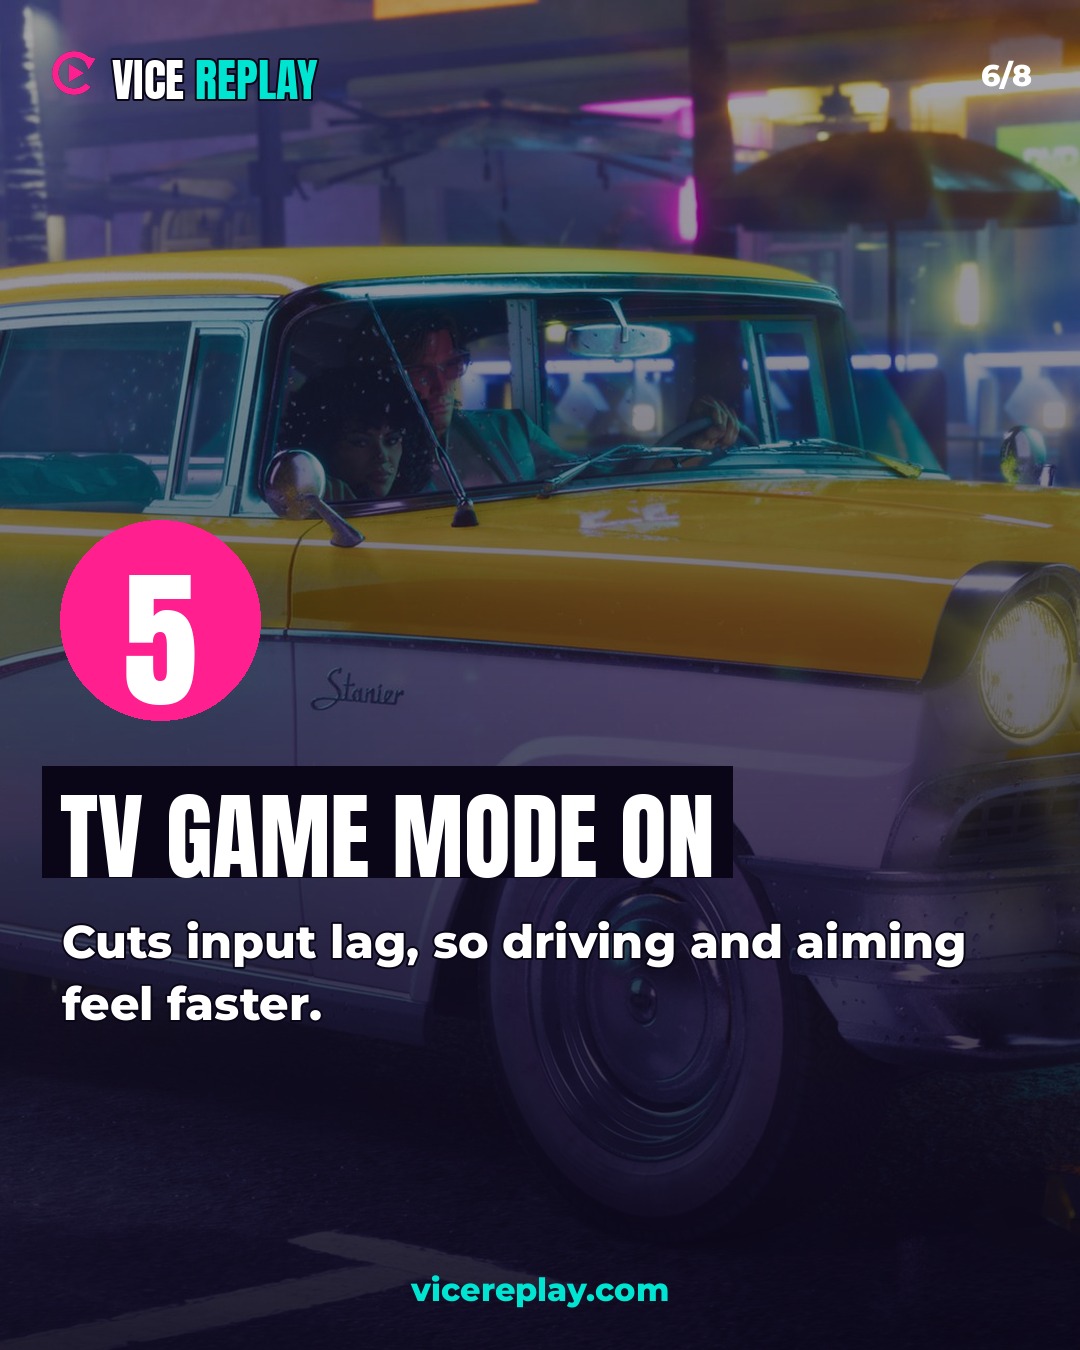 VICE REPLAY
6/8
Stanier
5
TV GAME MODE ON
Cuts input lag, so driving and aiming
feel faster.
vicereplay.com